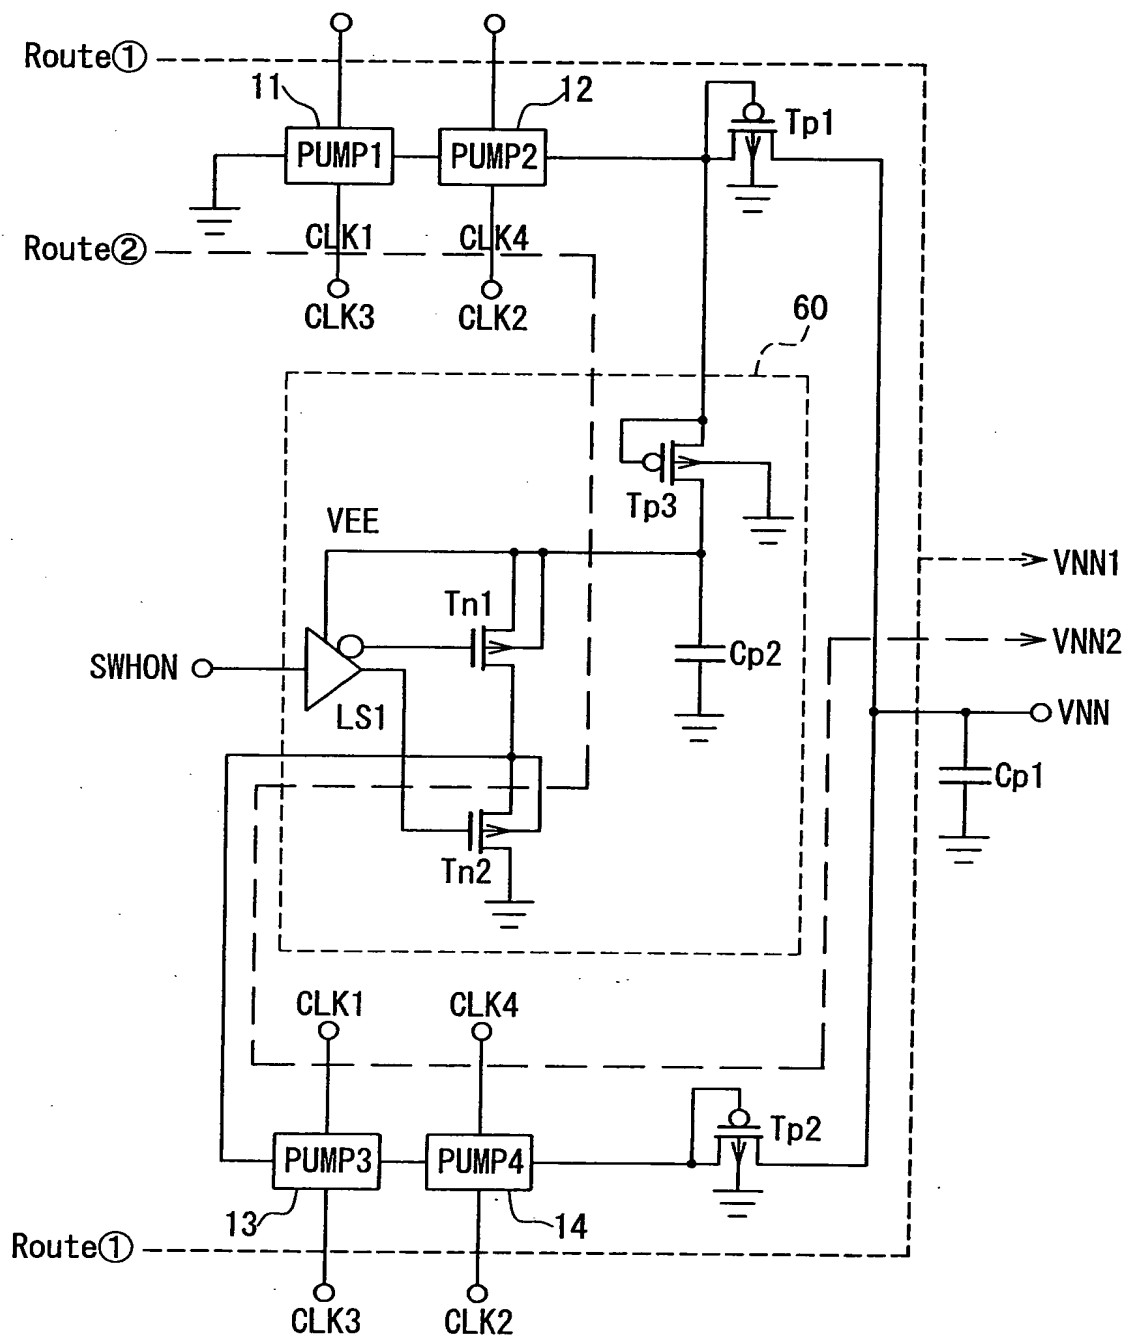 Route①
11
12
PUMP1
PUMP2
Tp1
Route②
CLK1
CLK4
CLK3
CLK2
60
Tp3
VEE
Tn1
SWHON
LS1
Cp2
VNN1
VNN2
VNN
Cp1
Tn2
CLK1
CLK4
Tp2
PUMP3
PUMP4
13
14
Route①
CLK3
CLK2